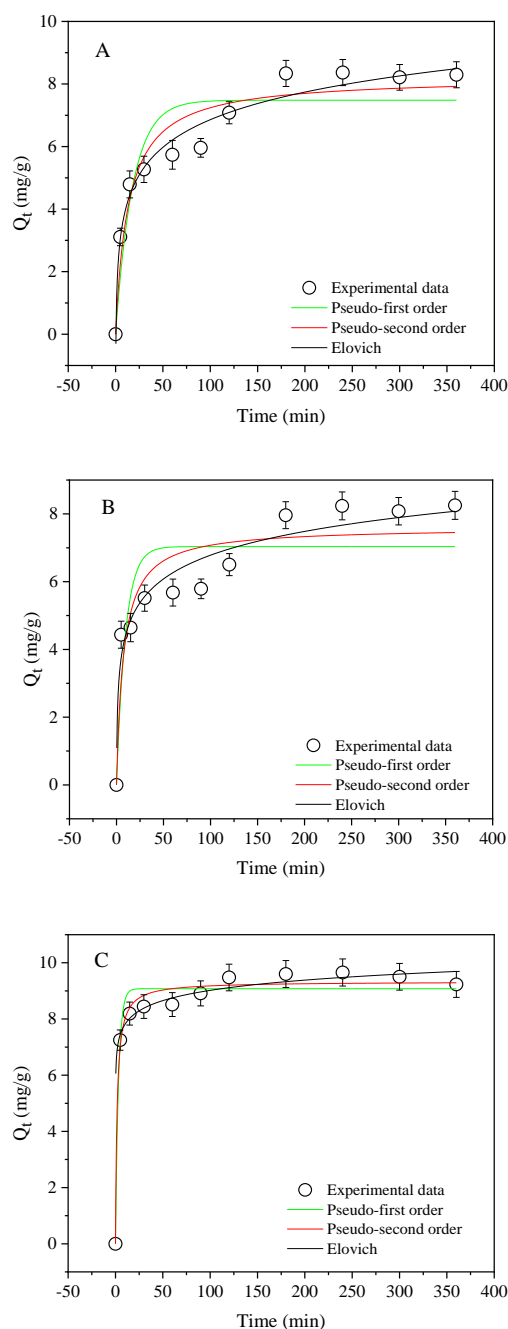 A
10
8
6
4
2
0
Q_t (mg/g)
Experimental data
Pseudo-first order
Pseudo-second order
Elovich
-50 0 50 100 150 200 250 300 350 400
Time (min)
B
8
6
4
2
0
Q_t (mg/g)
Experimental data
Pseudo-first order
Pseudo-second order
Elovich
-50 0 50 100 150 200 250 300 350 400
Time (min)
C
10
8
6
4
2
0
Q_t (mg/g)
Experimental data
Pseudo-first order
Pseudo-second order
Elovich
-50 0 50 100 150 200 250 300 350 400
Time (min)